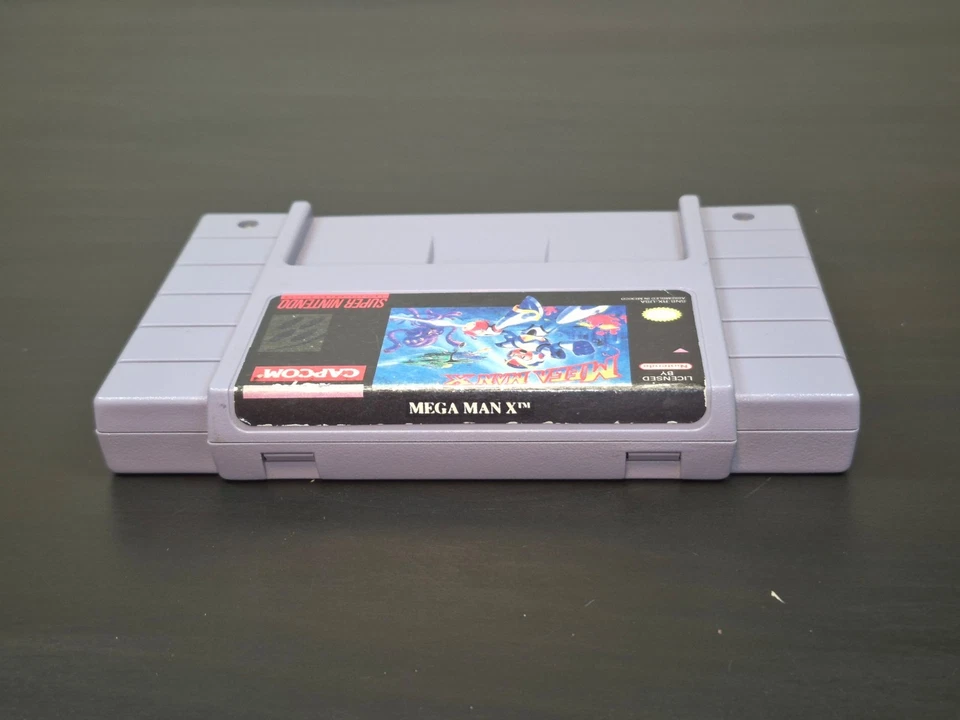 MEGA MAN X™
LICENSED
BY
Nintendo
MEGA MAN X
CAPCOM
SUPER NINTENDO